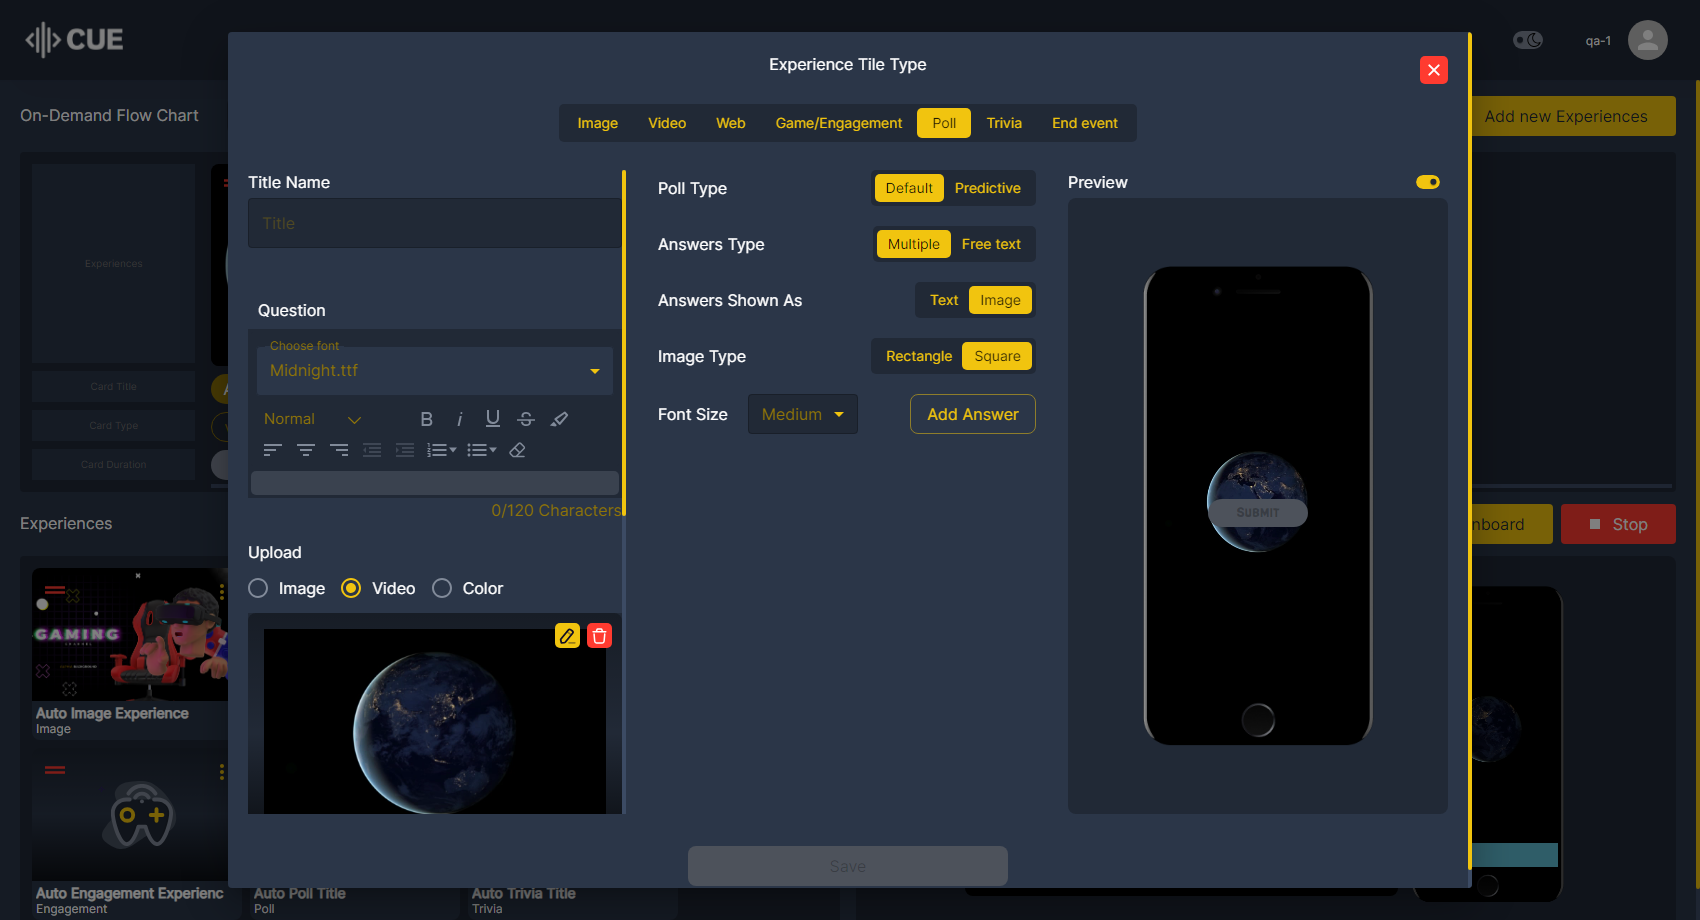 CUE
qa-1
On-Demand Flow Chart
Add new Experiences
Experiences
Card Title
Card Type
Card Duration
Experiences
nboard
Stop
GAMING
Auto Image Experience
Image
Auto Engagement Experienc
Engagement
Auto Poll Title
Poll
Auto Trivia Title
Trivia
Experience Tile Type
Image
Video
Web
Game/Engagement
Poll
Trivia
End event
Title Name
Title
Question
Choose font
Midnight.ttf
Normal
B i U S
0/120 Characters
Upload
Image
Video
Color
Poll Type
Default
Predictive
Answers Type
Multiple
Free text
Answers Shown As
Text
Image
Image Type
Rectangle
Square
Font Size
Medium
Add Answer
Preview
SUBMIT
Save